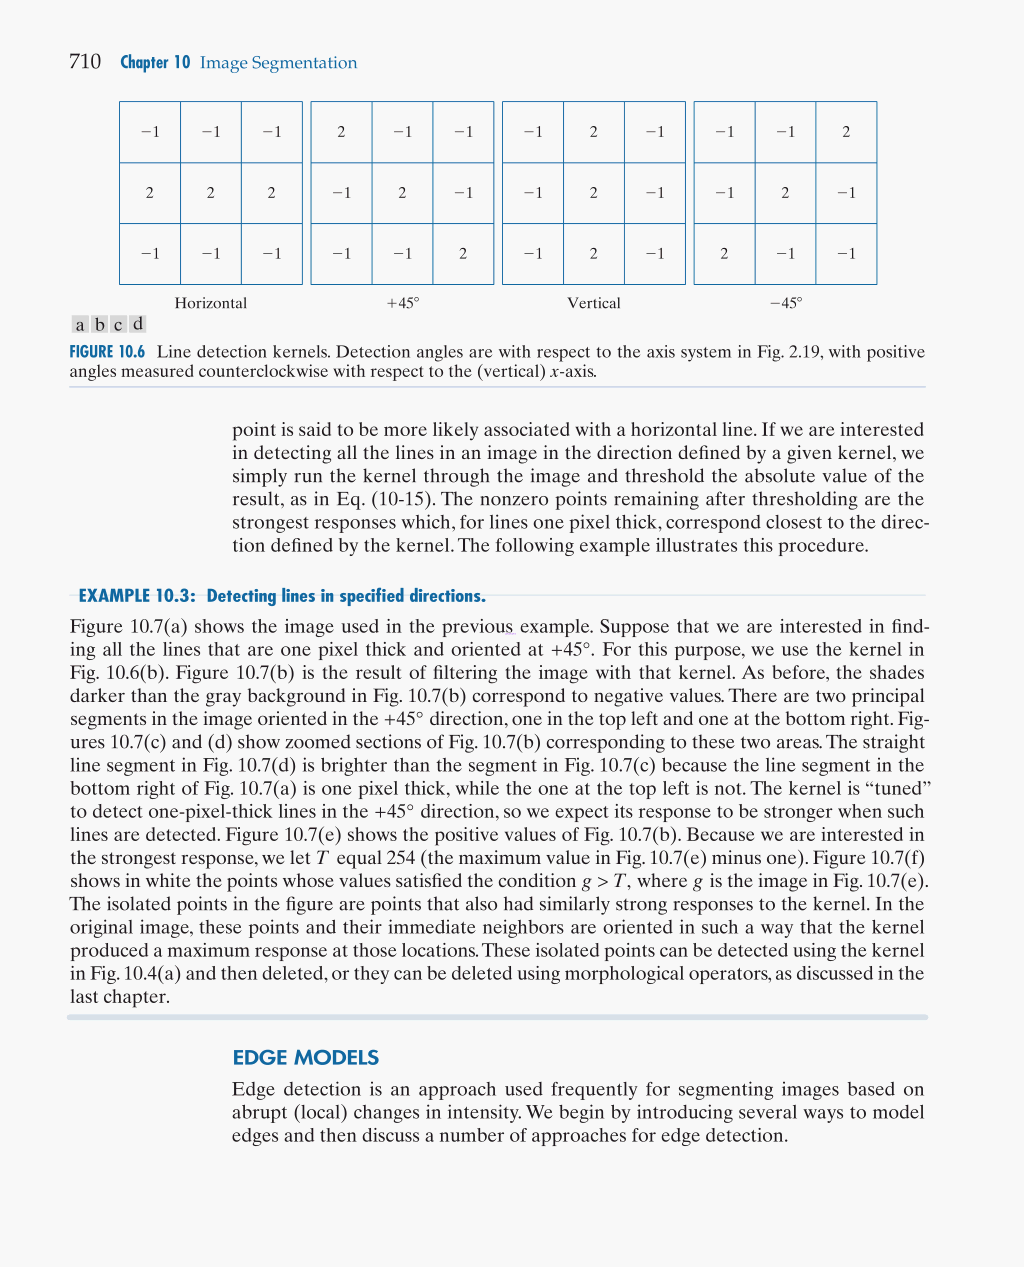 710 Chapter 10 Image Segmentation
−1 −1 −1 2 −1 −1 −1 2 −1 −1 −1 2
2 2 2 −1 2 −1 −1 2 −1 −1 2 −1
−1 −1 −1 −1 −1 2 −1 2 −1 2 −1 −1
Horizontal +45° Vertical −45°
a b c d
FIGURE 10.6 Line detection kernels. Detection angles are with respect to the axis system in Fig. 2.19, with positive
angles measured counterclockwise with respect to the (vertical) x-axis.
point is said to be more likely associated with a horizontal line. If we are interested
in detecting all the lines in an image in the direction defined by a given kernel, we
simply run the kernel through the image and threshold the absolute value of the
result, as in Eq. (10-15). The nonzero points remaining after thresholding are the
strongest responses which, for lines one pixel thick, correspond closest to the direc-
tion defined by the kernel. The following example illustrates this procedure.
EXAMPLE 10.3: Detecting lines in specified directions.
Figure 10.7(a) shows the image used in the previous example. Suppose that we are interested in find-
ing all the lines that are one pixel thick and oriented at +45°. For this purpose, we use the kernel in
Fig. 10.6(b). Figure 10.7(b) is the result of filtering the image with that kernel. As before, the shades
darker than the gray background in Fig. 10.7(b) correspond to negative values. There are two principal
segments in the image oriented in the +45° direction, one in the top left and one at the bottom right. Fig-
ures 10.7(c) and (d) show zoomed sections of Fig. 10.7(b) corresponding to these two areas. The straight
line segment in Fig. 10.7(d) is brighter than the segment in Fig. 10.7(c) because the line segment in the
bottom right of Fig. 10.7(a) is one pixel thick, while the one at the top left is not. The kernel is “tuned”
to detect one-pixel-thick lines in the +45° direction, so we expect its response to be stronger when such
lines are detected. Figure 10.7(e) shows the positive values of Fig. 10.7(b). Because we are interested in
the strongest response, we let T equal 254 (the maximum value in Fig. 10.7(e) minus one). Figure 10.7(f)
shows in white the points whose values satisfied the condition g > T, where g is the image in Fig. 10.7(e).
The isolated points in the figure are points that also had similarly strong responses to the kernel. In the
original image, these points and their immediate neighbors are oriented in such a way that the kernel
produced a maximum response at those locations. These isolated points can be detected using the kernel
in Fig. 10.4(a) and then deleted, or they can be deleted using morphological operators, as discussed in the
last chapter.
EDGE MODELS
Edge detection is an approach used frequently for segmenting images based on
abrupt (local) changes in intensity. We begin by introducing several ways to model
edges and then discuss a number of approaches for edge detection.